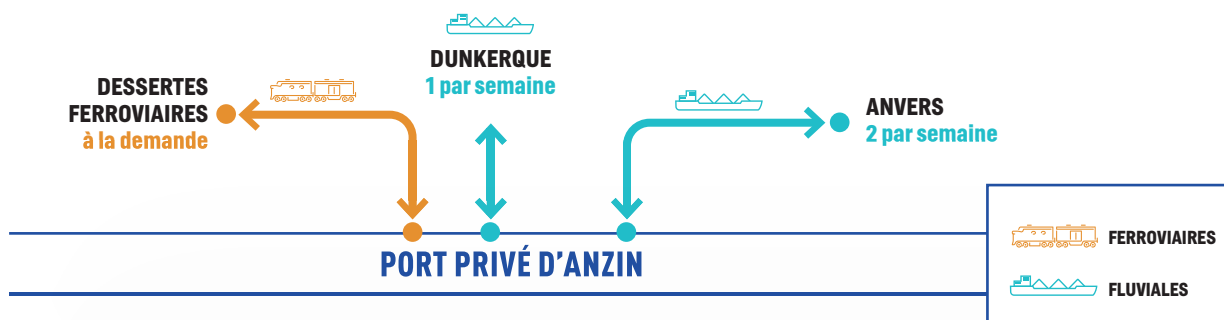 DUNKERQUE
1 par semaine
DESSERTES
FERROVIAIRES
à la demande
ANVERS
2 par semaine
PORT PRIVÉ D'ANZIN
FERROVIAIRES
FLUVIALES